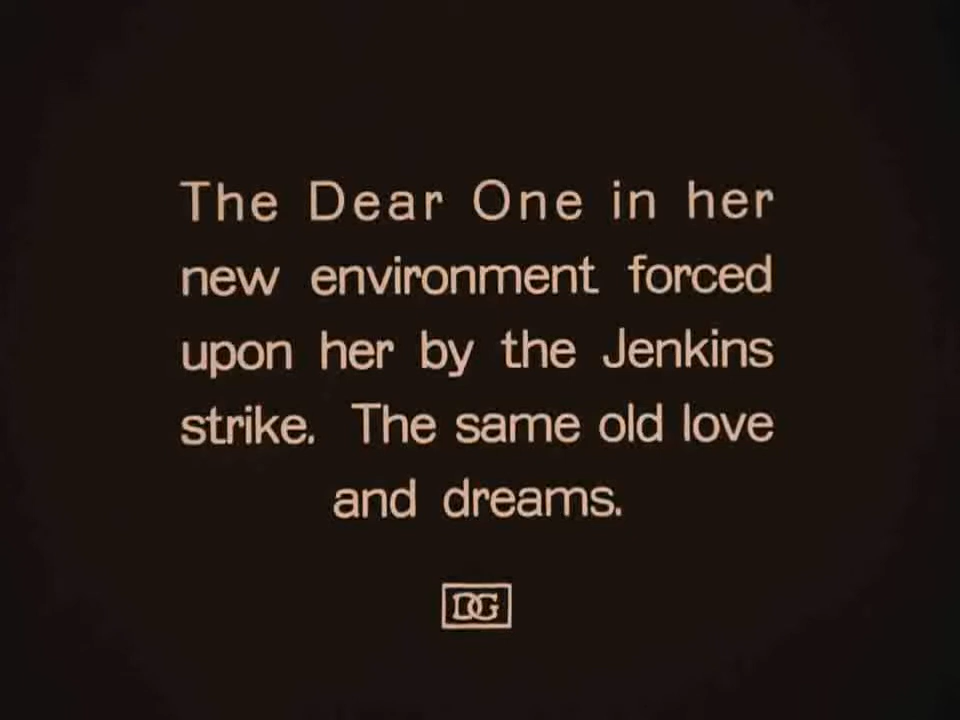 The Dear One in her
new environment forced
upon her by the Jenkins
strike. The same old love
and dreams.
DG